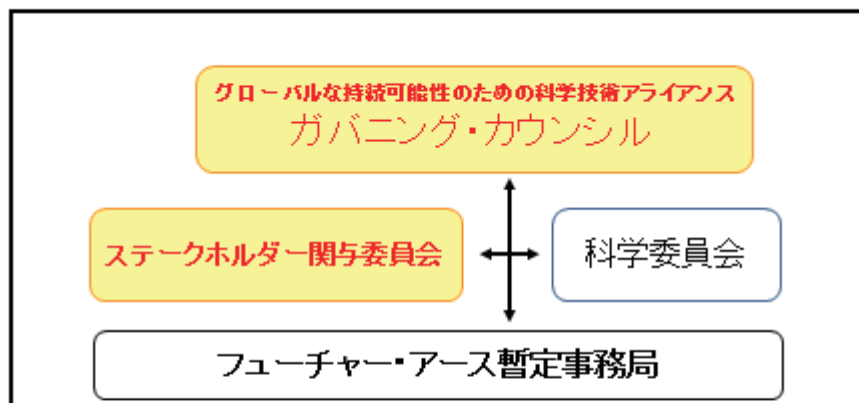 グローバルな持続可能性のための科学技術アライアンス
ガバニング・カウンシル
ステークホルダー関与委員会
科学委員会
フューチャー・アース暫定事務局